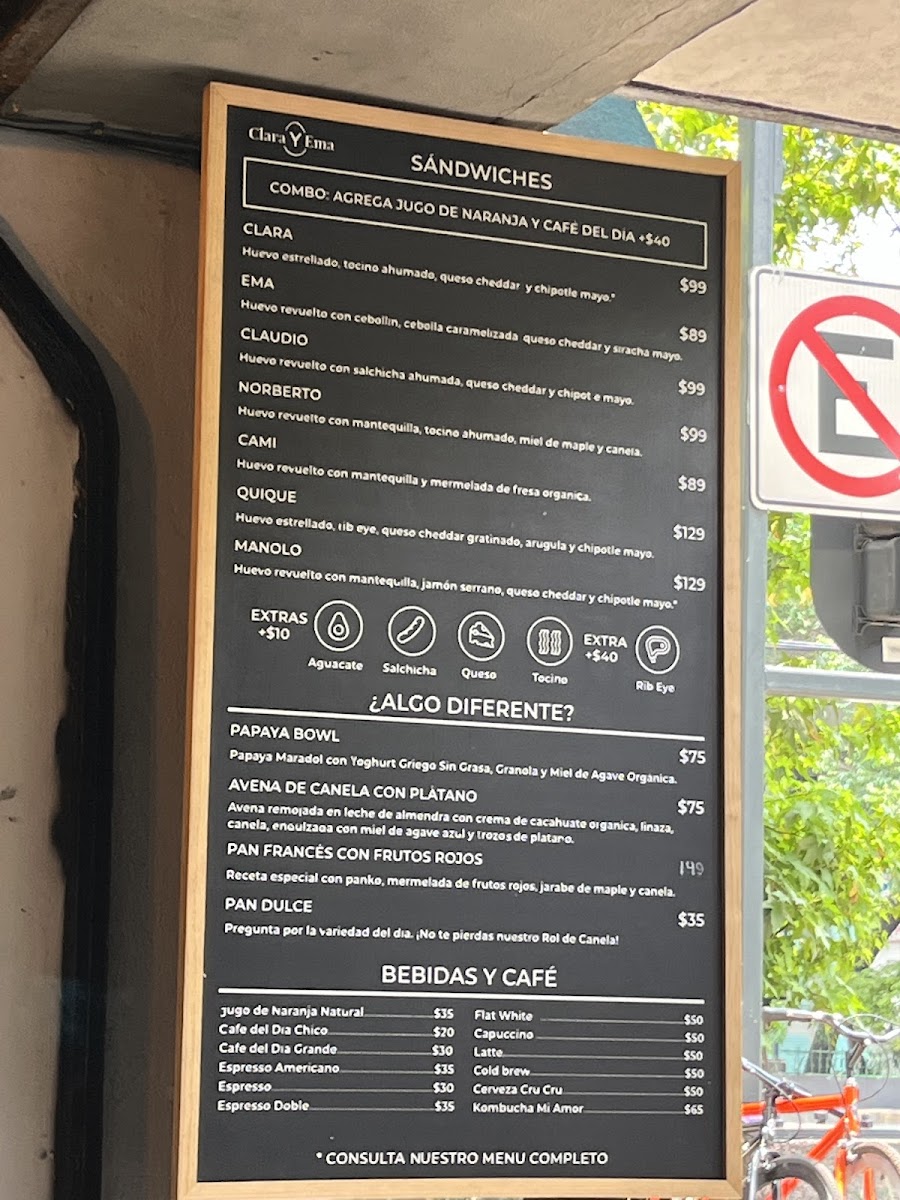 Clara Y Ema
SÁNDWICHES
COMBO: AGREGA JUGO DE NARANJA Y CAFÉ DEL DÍA +$40
CLARA $99
Huevo estrellado, tocino ahumado, queso cheddar y chipotle mayo.*
EMA $89
Huevo revuelto con cebollín, cebolla caramelizada queso cheddar y siracha mayo.
CLAUDIO $99
Huevo revuelto con salchicha ahumada, queso cheddar y chipot e mayo.
NORBERTO $99
Huevo revuelto con mantequilla, tocino ahumado, miel de maple y canela.
CAMI $89
Huevo revuelto con mantequilla y mermelada de fresa organica.
QUIQUE $129
Huevo estrellado, rib eye, queso cheddar gratinado, arugula y chipotle mayo.
MANOLO $129
Huevo revuelto con mantequilla, jamón serrano, queso cheddar y chipotle mayo.*
EXTRAS +$10 Aguacate Salchicha Queso Tocino
EXTRA +$40 Rib Eye
¿ALGO DIFERENTE?
PAPAYA BOWL $75
Papaya Maradol con Yoghurt Griego Sin Grasa, Granola y Miel de Agave Organica.
AVENA DE CANELA CON PLÁTANO $75
Avena remojada en leche de almendra con crema de cacahuate organica, linaza,
canela, endulzada con miel de agave azul y trozos de platano.
PAN FRANCÉS CON FRUTOS ROJOS 149
Receta especial con panko, mermelada de frutos rojos, jarabe de maple y canela.
PAN DULCE $35
Pregunta por la variedad del dia. ¡No te pierdas nuestro Rol de Canela!
BEBIDAS Y CAFÉ
Jugo de Naranja Natural $35
Cafe del Dia Chico $20
Cafe del Dia Grande $30
Espresso Americano $35
Espresso $30
Espresso Doble $35
Flat White $50
Capuccino $50
Latte $50
Cold brew $50
Cerveza Cru Cru $50
Kombucha Mi Amor $65
* CONSULTA NUESTRO MENU COMPLETO
E